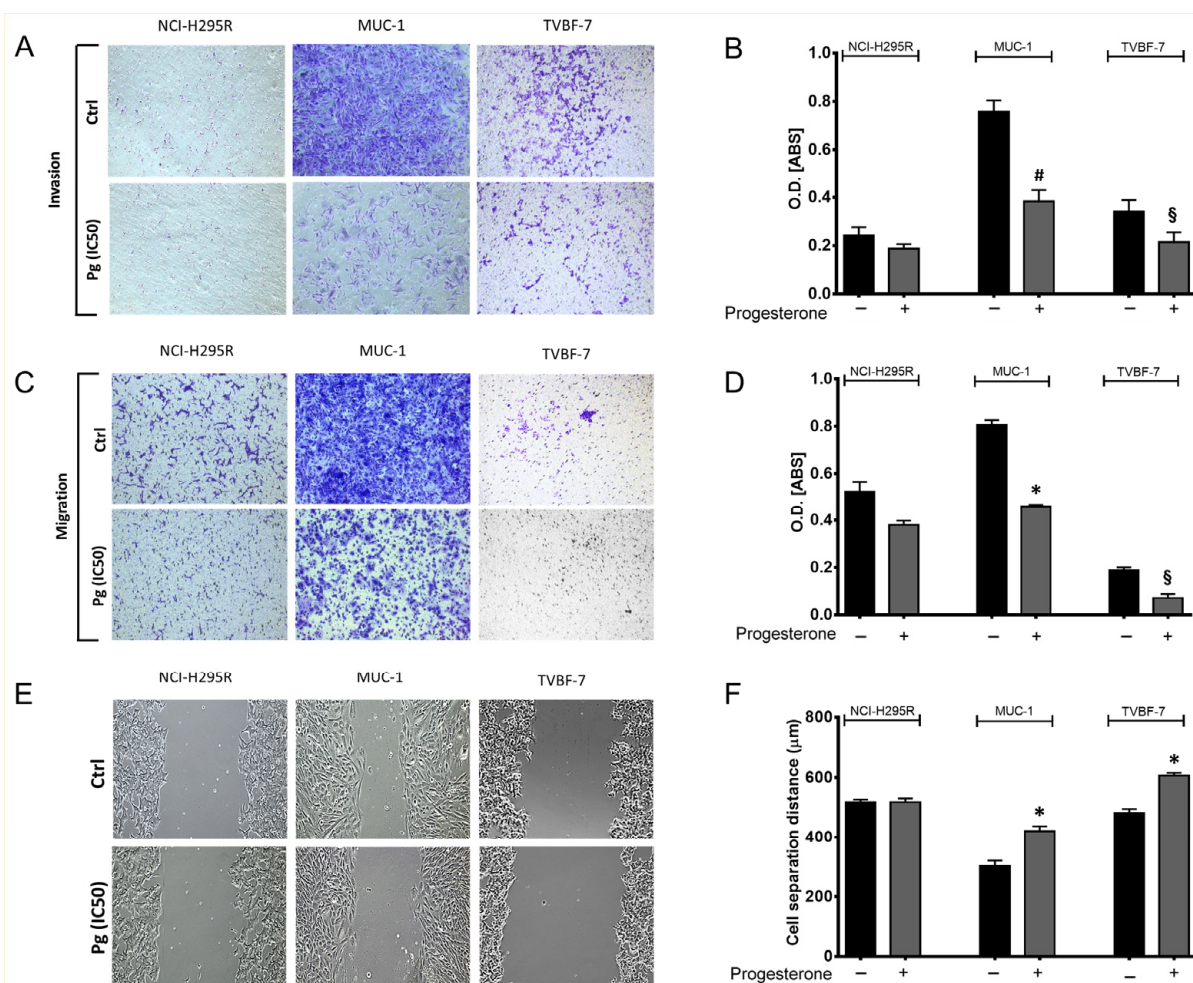 A
NCI-H295R
MUC-1
TVBF-7
Invasion
Ctrl
Pg (IC50)
B
NCI-H295R
MUC-1
TVBF-7
O.D. [ABS]
1.0
0.8
0.6
0.4
0.2
0.0
#
§
Progesterone – + – + – +
C
NCI-H295R
MUC-1
TVBF-7
Migration
Ctrl
Pg (IC50)
D
NCI-H295R
MUC-1
TVBF-7
O.D. [ABS]
1.0
0.8
0.6
0.4
0.2
0.0
*
§
Progesterone – + – + – +
E
NCI-H295R
MUC-1
TVBF-7
Ctrl
Pg (IC50)
F
NCI-H295R
MUC-1
TVBF-7
Cell separation distance (µm)
800
600
400
200
0
*
*
Progesterone – + – + – +